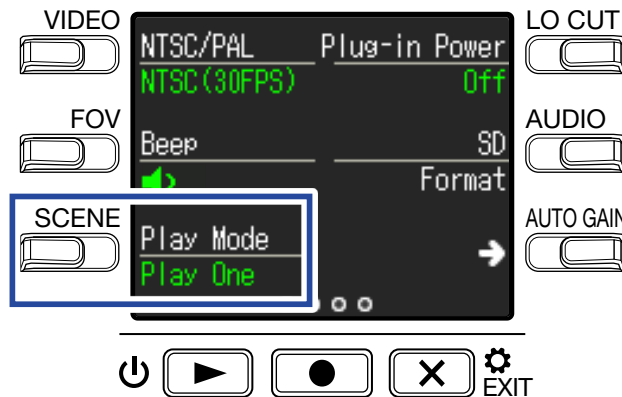 VIDEO
LO CUT
NTSC/PAL
Plug-in Power
NTSC(30FPS)
Off
FOV
AUDIO
Beep
SD
Format
SCENE
AUTO GAIN
Play Mode
Play One
EXIT